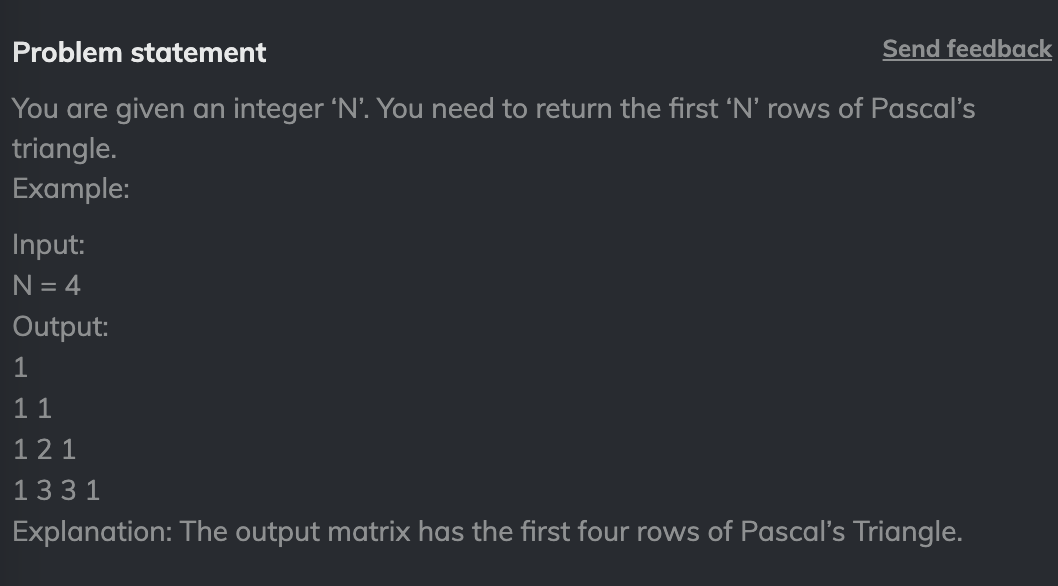 Problem statement
Send feedback
You are given an integer ‘N’. You need to return the first ‘N’ rows of Pascal’s
triangle.
Example:
Input:
N = 4
Output:
1
1 1
1 2 1
1 3 3 1
Explanation: The output matrix has the first four rows of Pascal’s Triangle.